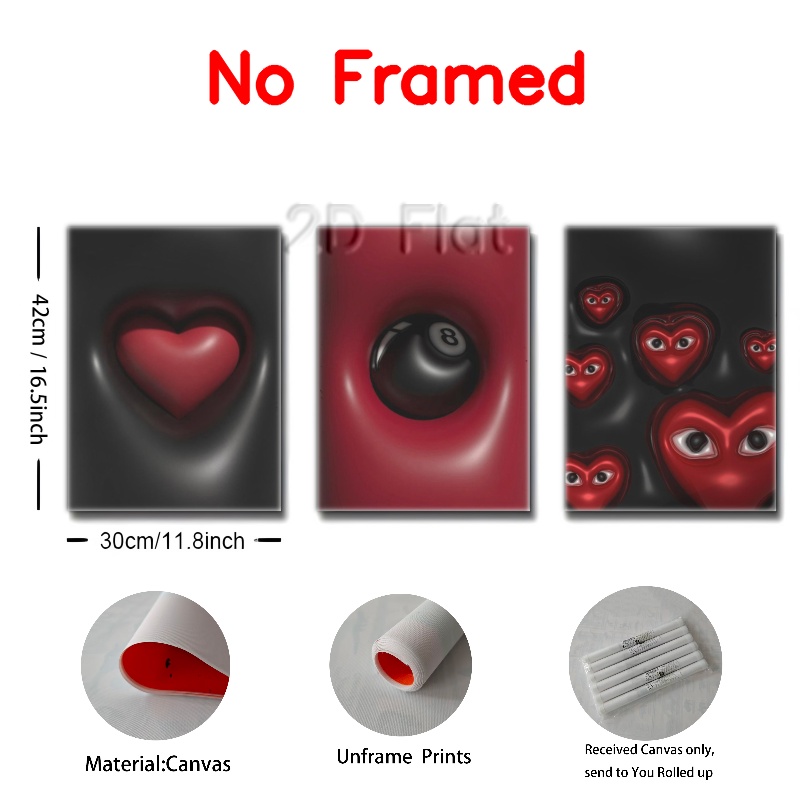 No Framed
2D Flat
42cm / 16.5inch
8
30cm/11.8inch
Material:Canvas
Unframe Prints
Received Canvas only,
send to You Rolled up